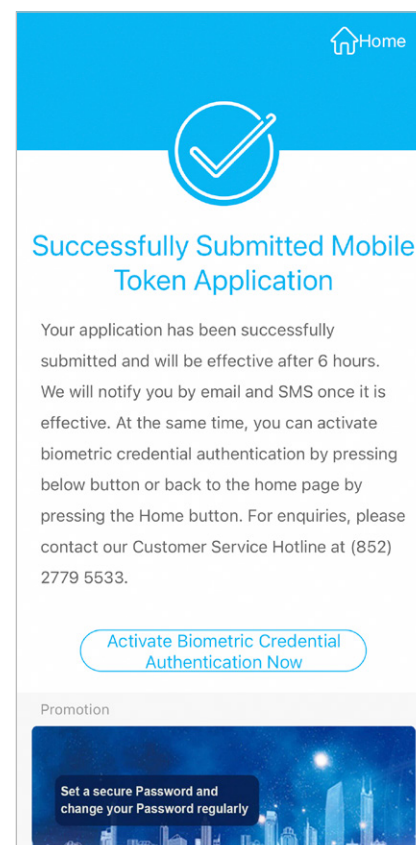 Home
Successfully Submitted Mobile
Token Application
Your application has been successfully
submitted and will be effective after 6 hours.
We will notify you by email and SMS once it is
effective. At the same time, you can activate
biometric credential authentication by pressing
below button or back to the home page by
pressing the Home button. For enquiries, please
contact our Customer Service Hotline at (852)
2779 5533.
Activate Biometric Credential
Authentication Now
Promotion
Set a secure Password and
change your Password regularly